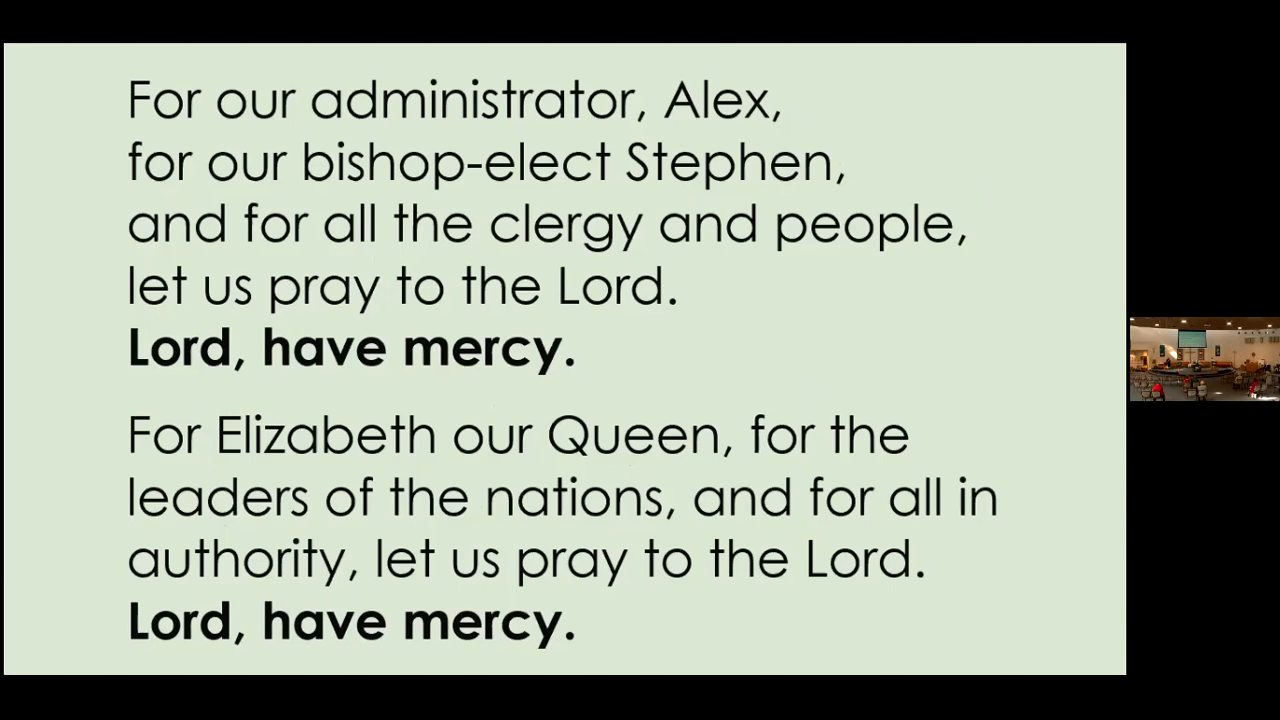 For our administrator, Alex,
for our bishop-elect Stephen,
and for all the clergy and people,
let us pray to the Lord.
Lord, have mercy.
For Elizabeth our Queen, for the
leaders of the nations, and for all in
authority, let us pray to the Lord.
Lord, have mercy.